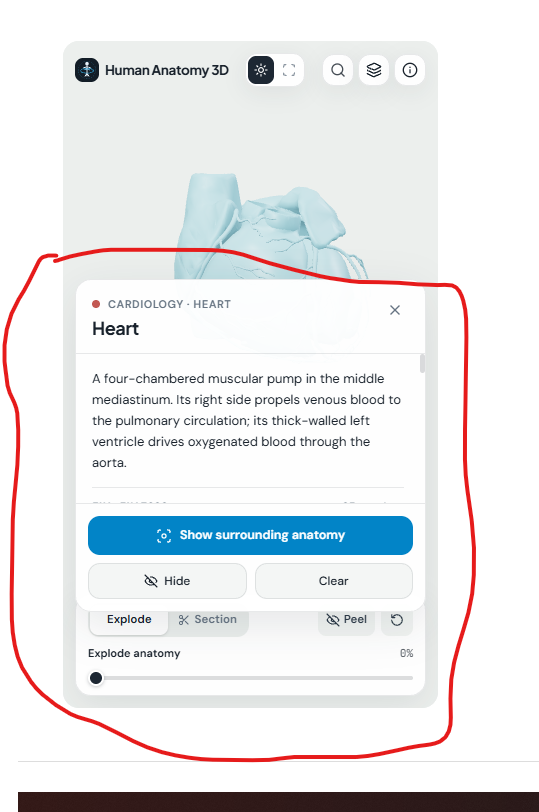 Human Anatomy 3D
CARDIOLOGY · HEART
Heart
A four-chambered muscular pump in the middle
mediastinum. Its right side propels venous blood to
the pulmonary circulation; its thick-walled left
ventricle drives oxygenated blood through the
aorta.
Show surrounding anatomy
Hide
Clear
Explode
Section
Peel
Explode anatomy
0%